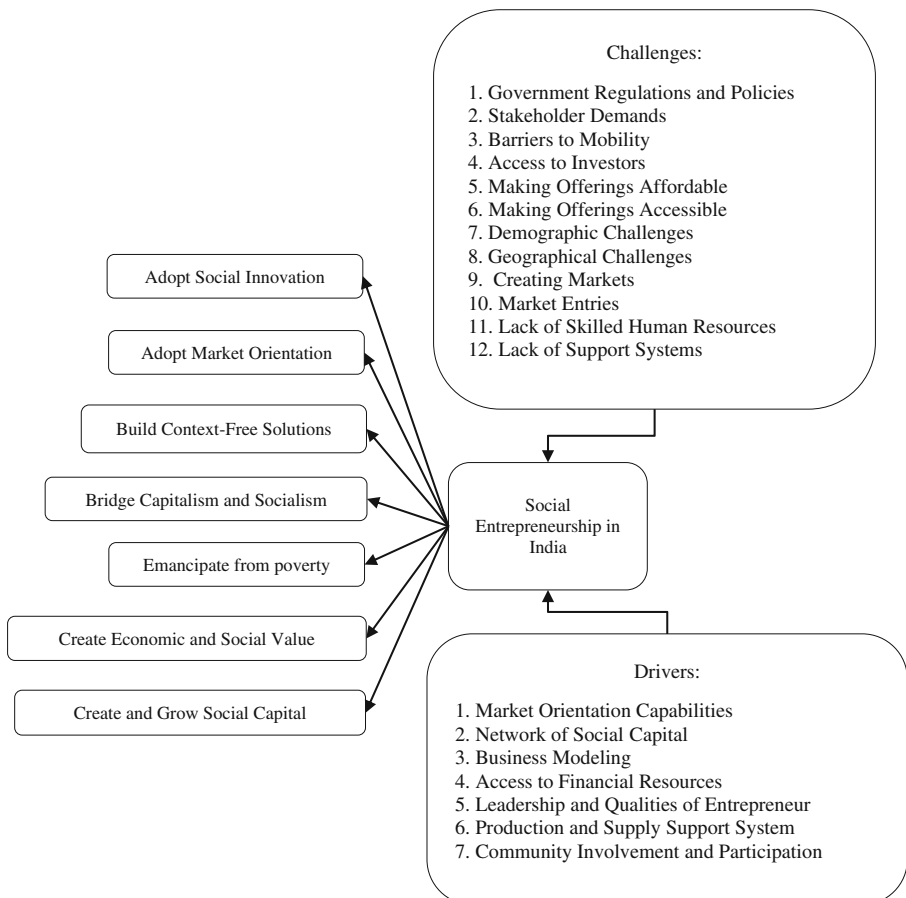 Challenges:
1. Government Regulations and Policies
2. Stakeholder Demands
3. Barriers to Mobility
4. Access to Investors
5. Making Offerings Affordable
6. Making Offerings Accessible
7. Demographic Challenges
8. Geographical Challenges
9. Creating Markets
10. Market Entries
11. Lack of Skilled Human Resources
12. Lack of Support Systems
Adopt Social Innovation
Adopt Market Orientation
Build Context-Free Solutions
Bridge Capitalism and Socialism
Emancipate from poverty
Create Economic and Social Value
Create and Grow Social Capital
Social
Entrepreneurship in
India
Drivers:
1. Market Orientation Capabilities
2. Network of Social Capital
3. Business Modeling
4. Access to Financial Resources
5. Leadership and Qualities of Entrepreneur
6. Production and Supply Support System
7. Community Involvement and Participation